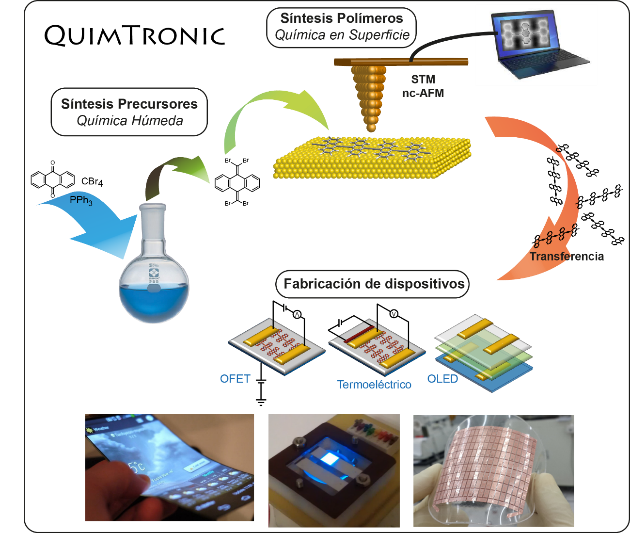 QUIMTRONIC
Síntesis Polímeros
Química en Superficie
STM
nc-AFM
Síntesis Precursores
Química Húmeda
O
O
CBr4
PPh3
Br
Br
Br
Br
Transferencia
Fabricación de dispositivos
A
V
OFET
Termoeléctrico
OLED